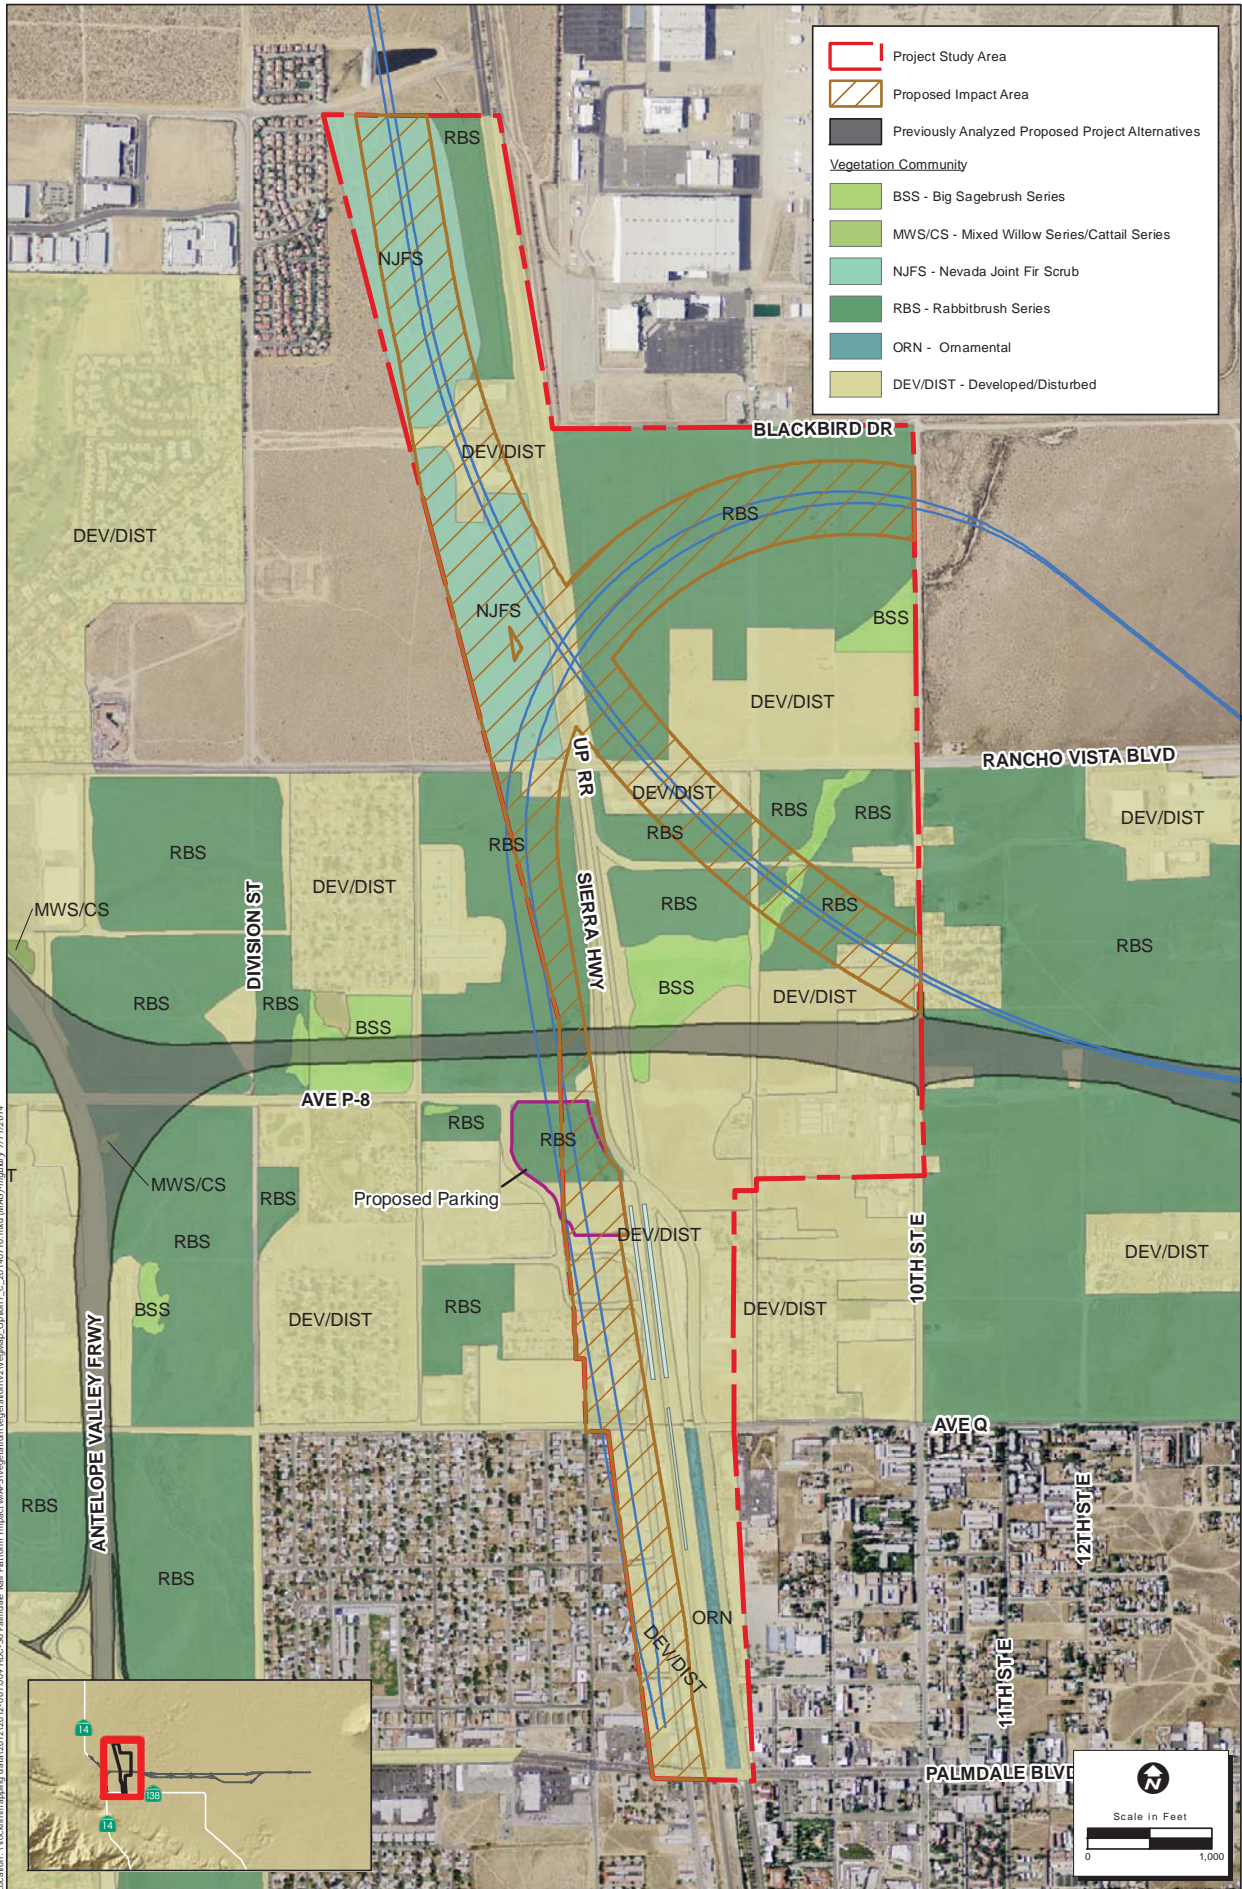 Project Study Area
Proposed Impact Area
Previously Analyzed Proposed Project Alternatives
Vegetation Community
BSS - Big Sagebrush Series
MWS/CS - Mixed Willow Series/Cattail Series
NJFS - Nevada Joint Fir Scrub
RBS - Rabbitbrush Series
ORN - Ornamental
DEV/DIST - Developed/Disturbed
RBS
NJFS
BLACKBIRD DR
DEV/DIST
RBS
DEV/DIST
NJFS
BSS
DEV/DIST
UP RR
RANCHO VISTA BLVD
DEV/DIST
RBS
RBS
DEV/DIST
RBS
RBS
RBS
DEV/DIST
MWS/CS
DIVISION ST
SIERRA HWY
RBS
RBS
RBS
BSS
DEV/DIST
RBS
RBS
BSS
AVE P-8
RBS
RBS
T
MWS/CS
RBS
Proposed Parking
RBS
DEV/DIST
10TH ST E
DEV/DIST
BSS
DEV/DIST
RBS
DEV/DIST
ANTELOPE VALLEY FRWY
AVE Q
RBS
12TH ST E
RBS
ORN
DEV/DIST
11TH ST E
PALMDALE BLVD
14
138
14
N
Scale in Feet
0 1,000